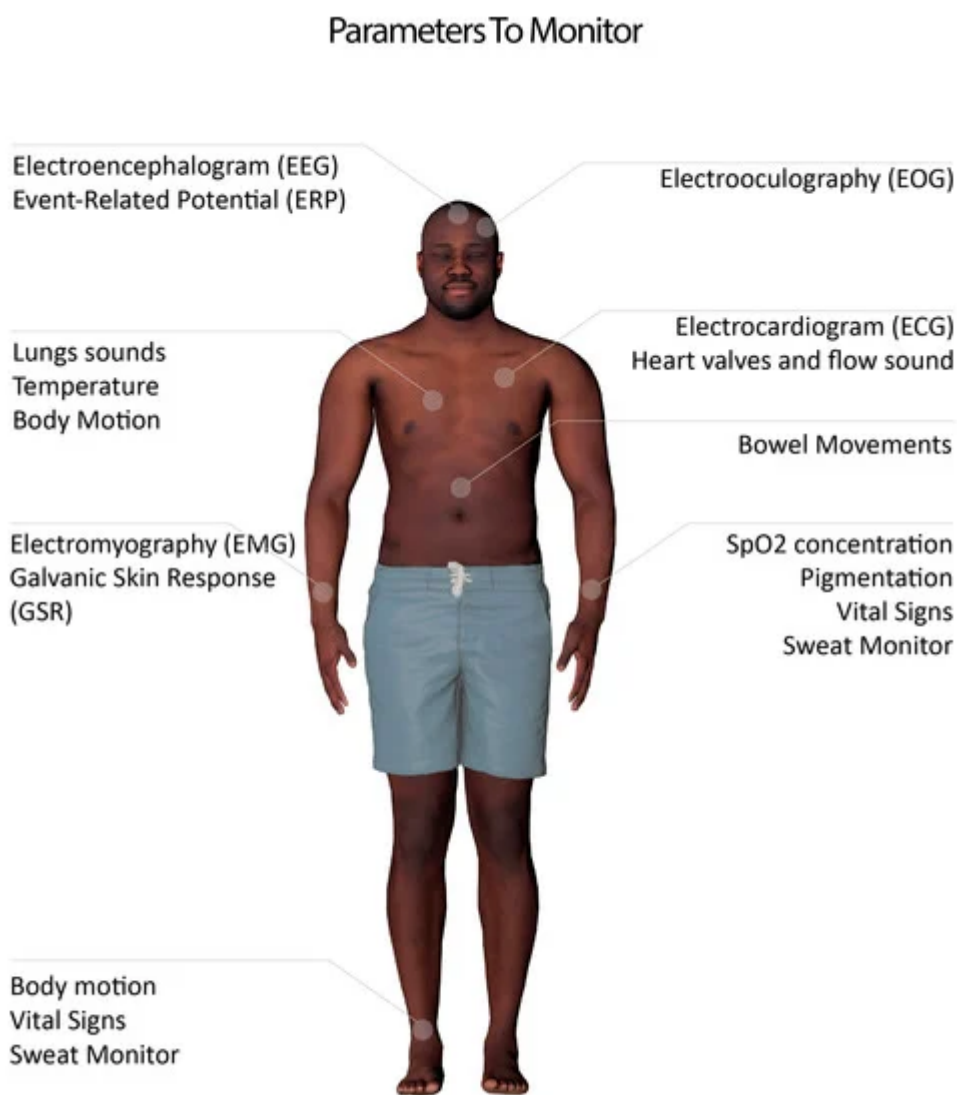 Parameters To Monitor
Electroencephalogram (EEG)
Event-Related Potential (ERP)
Electrooculography (EOG)
Lungs sounds
Temperature
Body Motion
Electrocardiogram (ECG)
Heart valves and flow sound
Bowel Movements
Electromyography (EMG)
Galvanic Skin Response
(GSR)
SpO2 concentration
Pigmentation
Vital Signs
Sweat Monitor
Body motion
Vital Signs
Sweat Monitor